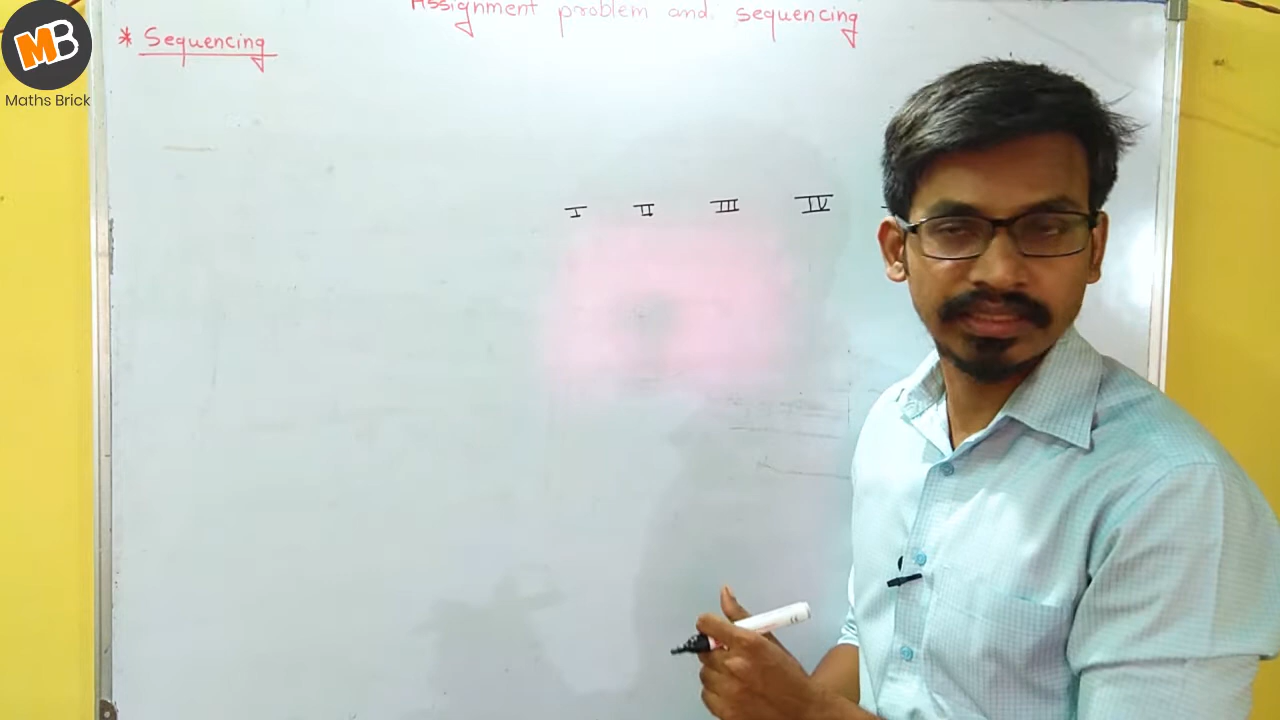 Assignment problem and sequencing
* Sequencing
MB
Maths Brick
I II III IV